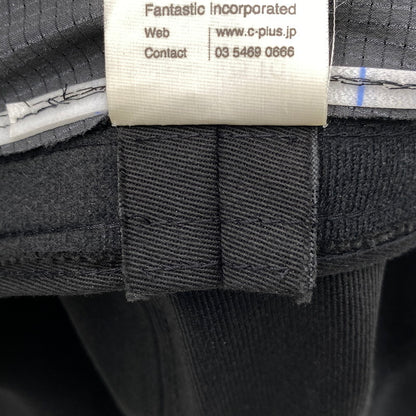 Fantastic Incorporated
Web www.c-plus.jp
Contact 03 5469 0666